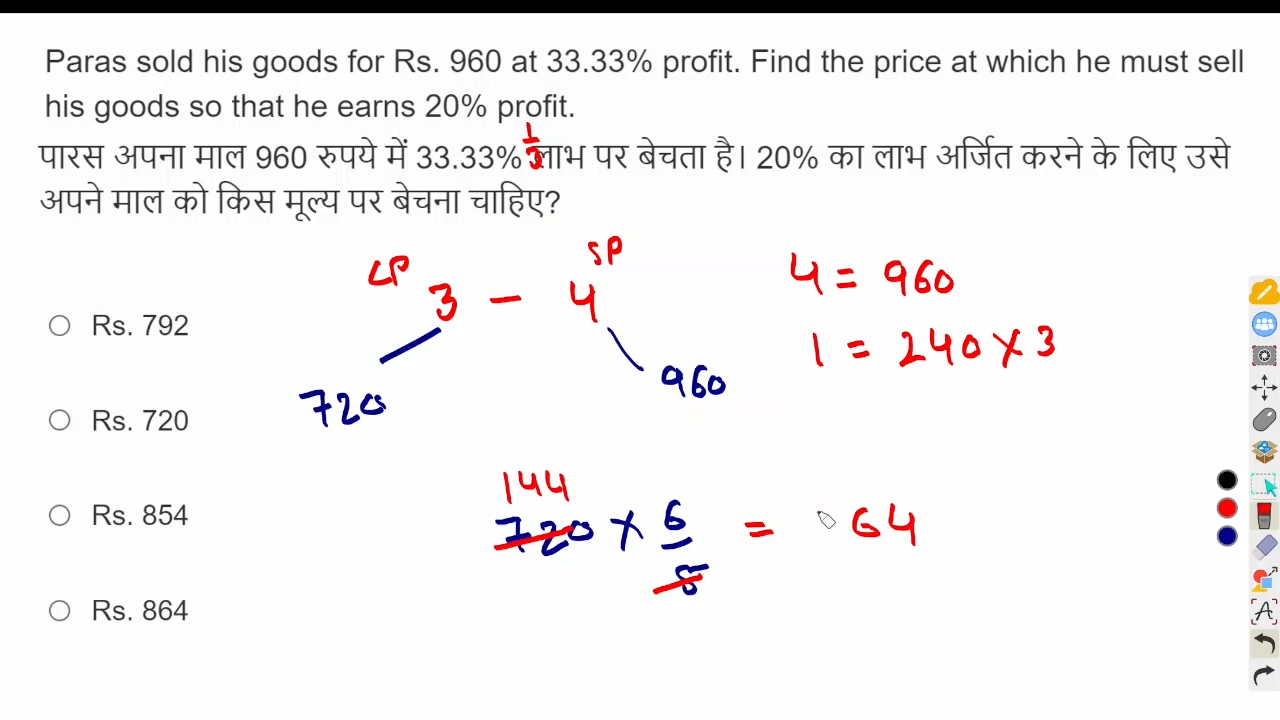 Paras sold his goods for Rs. 960 at 33.33% profit. Find the price at which he must sell
his goods so that he earns 20% profit.
पारस अपना माल 960 रुपये में 33.33% लाभ पर बेचता है। 20% का लाभ अर्जित करने के लिए उसे
1/3
अपने माल को किस मूल्य पर बेचना चाहिए?
CP SP
3 – 4
720 960
4 = 960
1 = 240 × 3
Rs. 792
Rs. 720
144
720 × 6/5 = 64
Rs. 854
Rs. 864
A